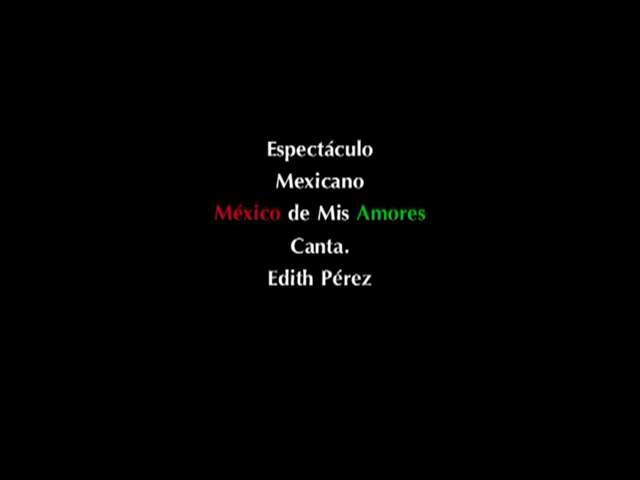 Espectáculo
Mexicano
México de Mis Amores
Canta.
Edith Pérez